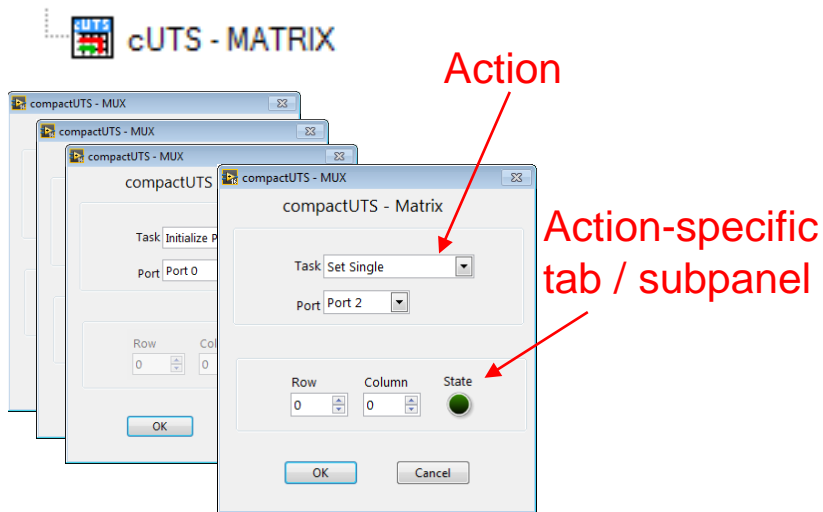 cUTS
cUTS - MATRIX
Action
compactUTS - MUX
compactUTS - MUX
compactUTS - MUX
compactUTS
Task Initialize P
Port Port 0
Row Col
0 0
OK
compactUTS - MUX
compactUTS - Matrix
Task Set Single
Port Port 2
Row Column State
0 0
OK Cancel
Action-specific
tab / subpanel